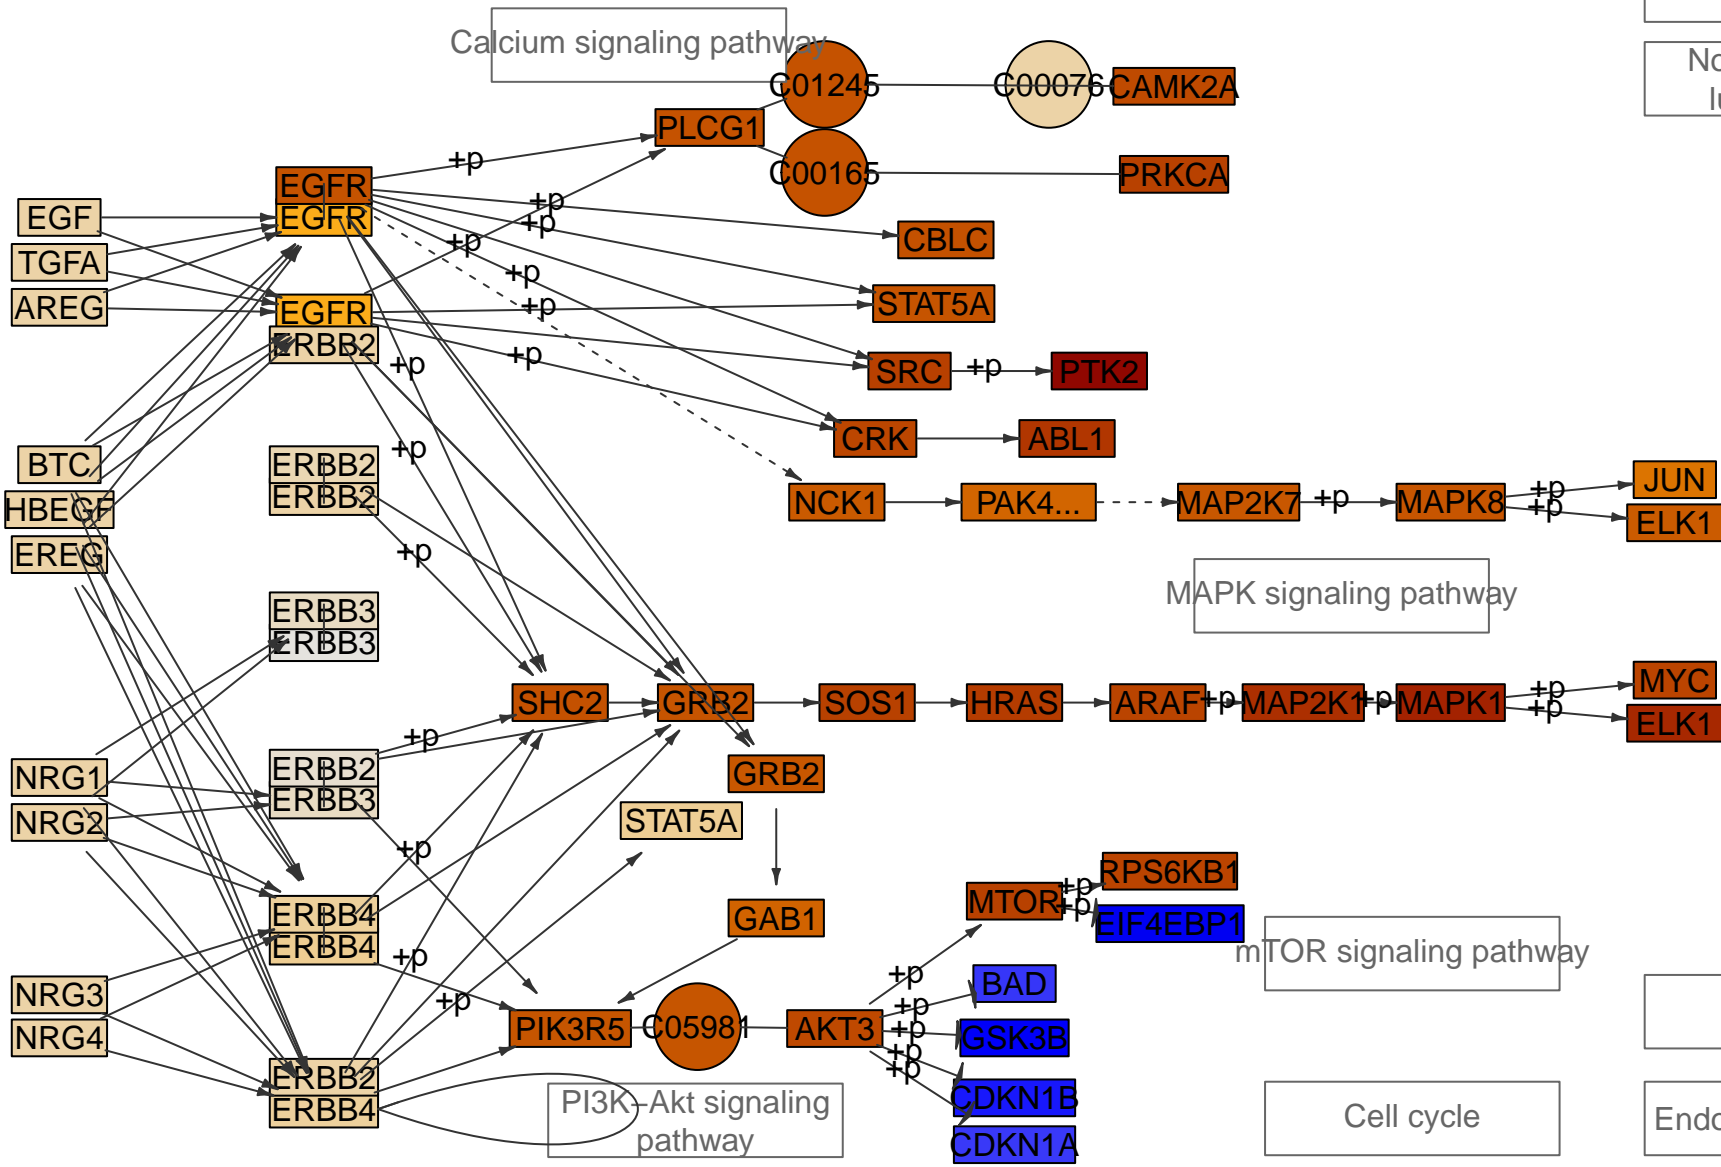 Calcium signaling pathway
C01245
C00076
CAMK2A
PLCG1
+p
C00165
PRKCA
EGFR
EGF
EGFR
+p
+p
CBLC
TGFA
+p
+p
AREG
EGFR
+p
STAT5A
ERBB2
+p
+p
SRC
+p
PTK2
CRK
ABL1
+p
BTC
ERBB2
JUN
+p
HBEGF
ERBB2
NCK1
PAK4...
MAP2K7
+p
MAPK8
+p
ELK1
EREG
+p
MAPK signaling pathway
ERBB3
ERBB3
MYC
+p
SHC2
GRB2
SOS1
HRAS
ARAF
+p
MAP2K1
+p
MAPK1
+p
ELK1
+p
NRG1
ERBB2
GRB2
ERBB3
NRG2
STAT5A
+p
RPS6KB1
+p
MTOR
+p
EIF4EBP1
ERBB4
GAB1
ERBB4
+p
mTOR signaling pathway
+p
BAD
NRG3
+p
+p
PIK3R5
C05981
AKT3
+p
GSK3B
NRG4
+p
+p
ERBB2
CDKN1B
ERBB4
PI3K–Akt signaling
pathway
CDKN1A
Cell cycle